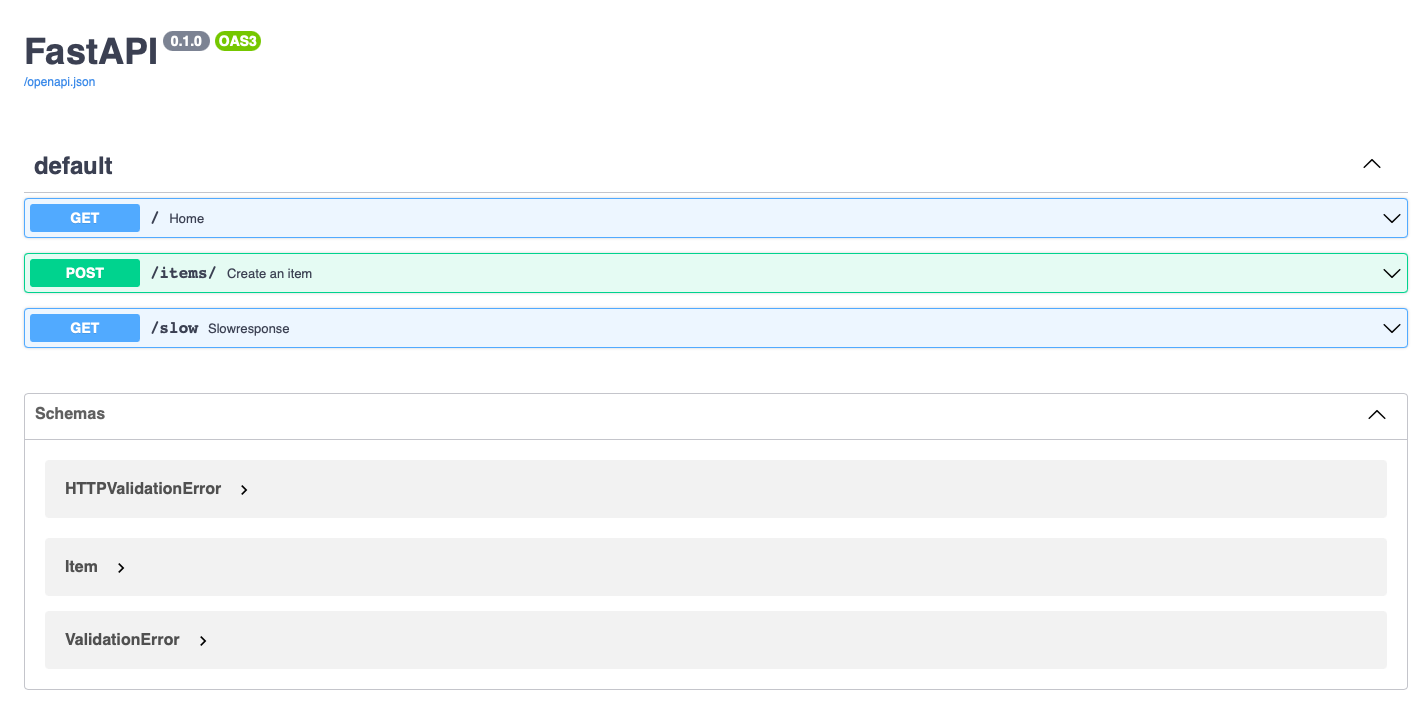 FastAPI 0.1.0 OAS3
/openapi.json
default
GET / Home
POST /items/ Create an item
GET /slow Slowresponse
Schemas
HTTPValidationError
Item
ValidationError